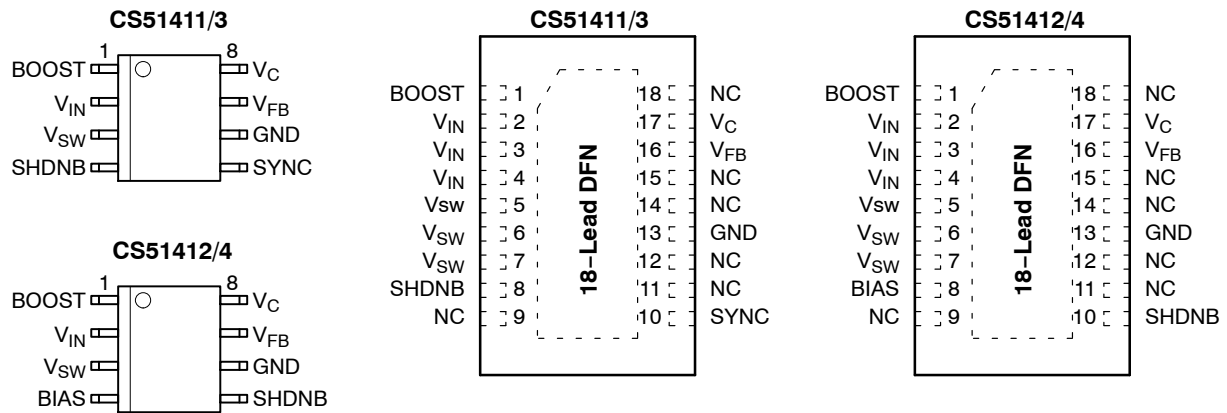 CS51411/3
1 8
BOOST VC
VIN VFB
VSW GND
SHDNB SYNC
CS51412/4
1 8
BOOST VC
VIN VFB
VSW GND
BIAS SHDNB
CS51411/3
BOOST 1 18 NC
VIN 2 17 VC
VIN 3 16 VFB
VIN 4 15 NC
Vsw 5 14 NC
VSW 6 13 GND
VSW 7 12 NC
SHDNB 8 11 NC
NC 9 10 SYNC
18−Lead DFN
CS51412/4
BOOST 1 18 NC
VIN 2 17 VC
VIN 3 16 VFB
VIN 4 15 NC
Vsw 5 14 NC
VSW 6 13 GND
VSW 7 12 NC
BIAS 8 11 NC
NC 9 10 SHDNB
18−Lead DFN